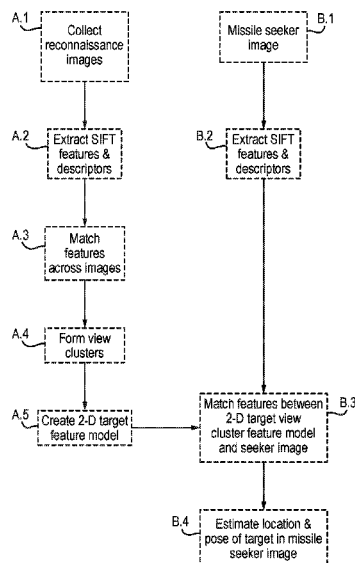 A.1
Collect
reconnaissance
images
A.2
Extract SIFT
features &
descriptors
A.3
Match
features
across images
A.4
Form view
clusters
A.5
Create 2-D target
feature model
B.1
Missile seeker
image
B.2
Extract SIFT
features &
descriptors
B.3
Match features between
2-D target view
cluster feature model
and seeker image
B.4
Estimate location &
pose of target in missile
seeker image